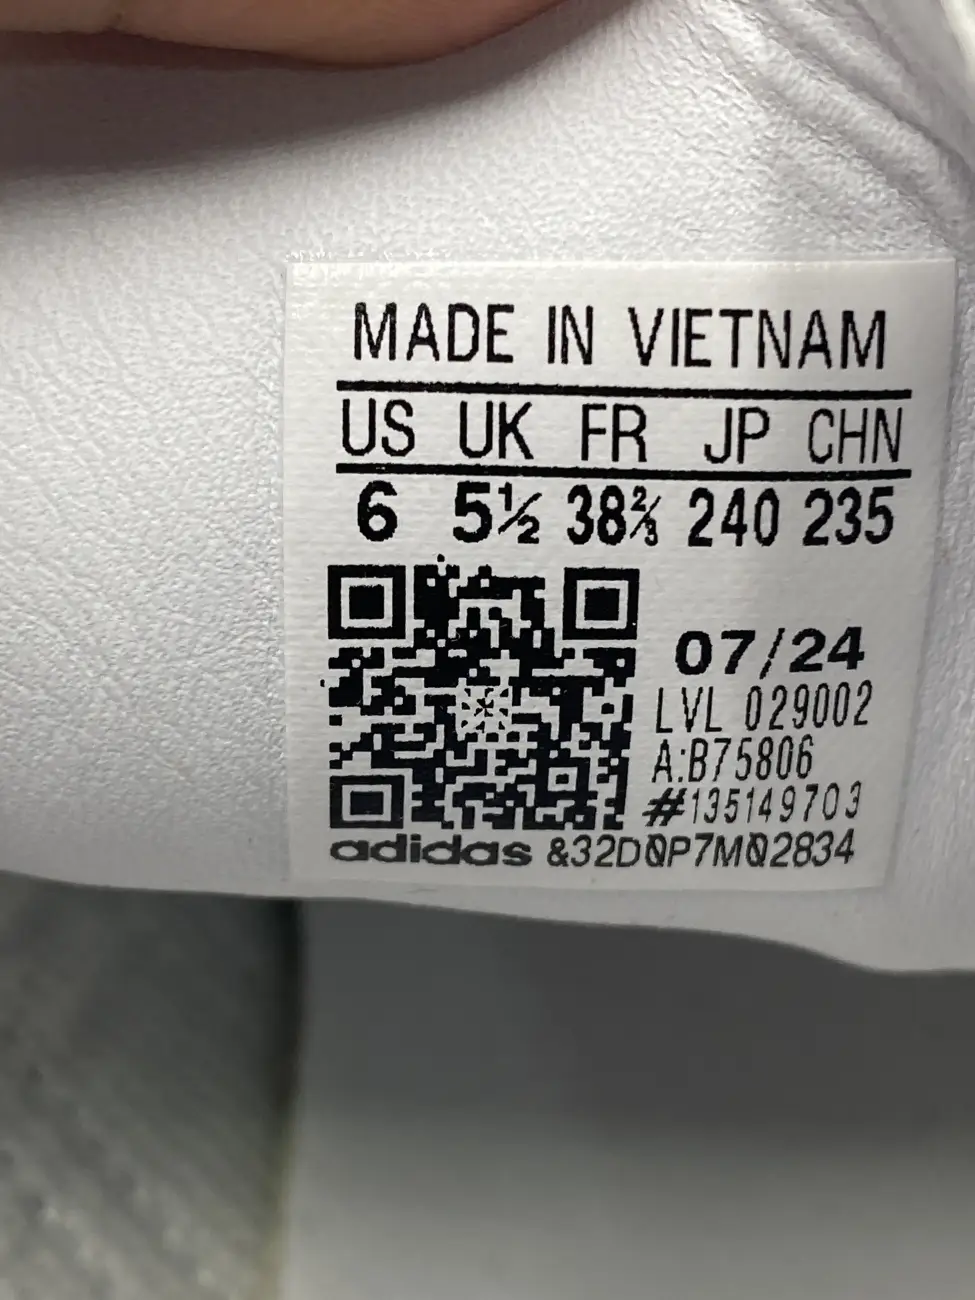 MADE IN VIETNAM
US UK FR JP CHN
6 5½ 38⅔ 240 235
07/24
LVL 029002
A:B75806
#135149703
adidas &32D0P7M02834